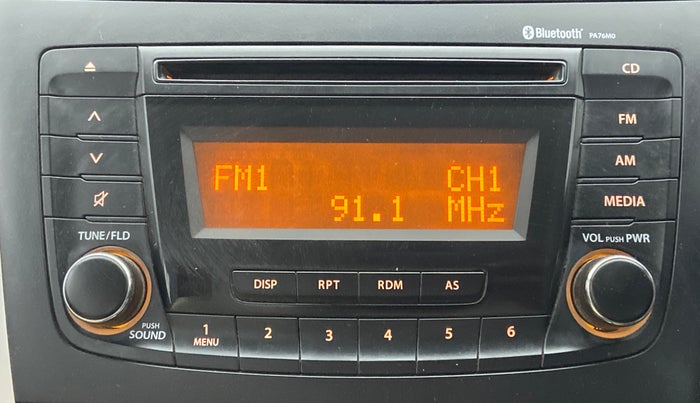 Bluetooth® PA76M0
CD
FM
AM
MEDIA
FM1 CH1
91.1 MHz
TUNE/FLD
VOL PUSH PWR
DISP RPT RDM AS
PUSH
SOUND
1 2 3 4 5 6
MENU